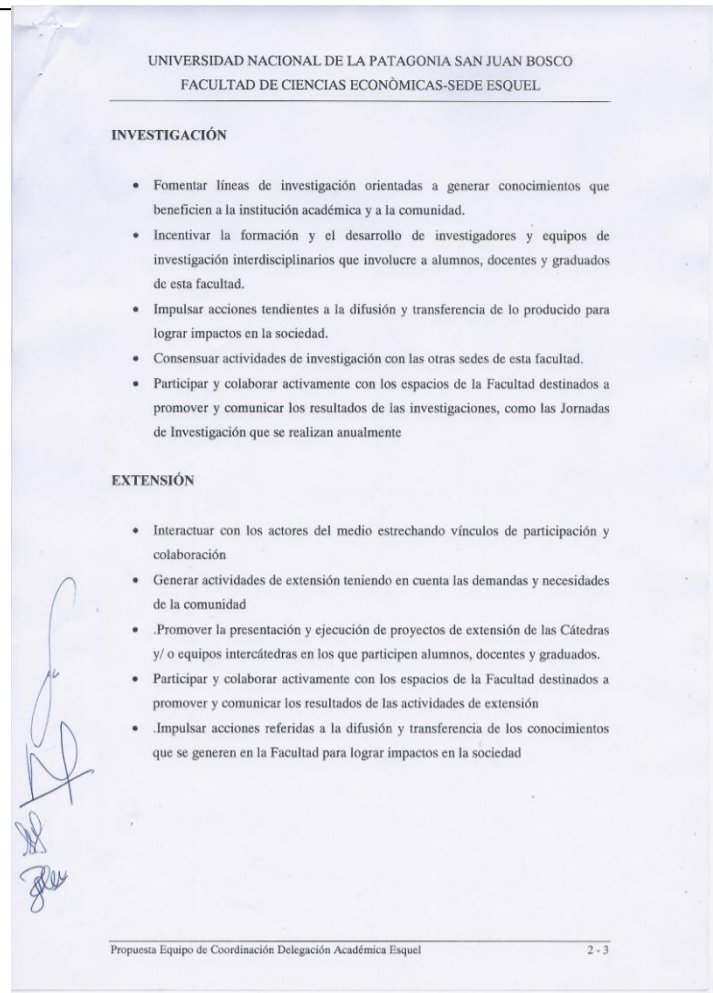 UNIVERSIDAD NACIONAL DE LA PATAGONIA SAN JUAN BOSCO
FACULTAD DE CIENCIAS ECONÒMICAS-SEDE ESQUEL
INVESTIGACIÓN
• Fomentar líneas de investigación orientadas a generar conocimientos que
beneficien a la institución académica y a la comunidad.
• Incentivar la formación y el desarrollo de investigadores y equipos de
investigación interdisciplinarios que involucre a alumnos, docentes y graduados
de esta facultad.
• Impulsar acciones tendientes a la difusión y transferencia de lo producido para
lograr impactos en la sociedad.
• Consensuar actividades de investigación con las otras sedes de esta facultad.
• Participar y colaborar activamente con los espacios de la Facultad destinados a
promover y comunicar los resultados de las investigaciones, como las Jornadas
de Investigación que se realizan anualmente
EXTENSIÓN
• Interactuar con los actores del medio estrechando vínculos de participación y
colaboración
• Generar actividades de extensión teniendo en cuenta las demandas y necesidades
de la comunidad
• .Promover la presentación y ejecución de proyectos de extensión de las Cátedras
y/ o equipos intercátedras en los que participen alumnos, docentes y graduados.
• Participar y colaborar activamente con los espacios de la Facultad destinados a
promover y comunicar los resultados de las actividades de extensión
• .Impulsar acciones referidas a la difusión y transferencia de los conocimientos
que se generen en la Facultad para lograr impactos en la sociedad
Propuesta Equipo de Coordinación Delegación Académica Esquel 2 - 3